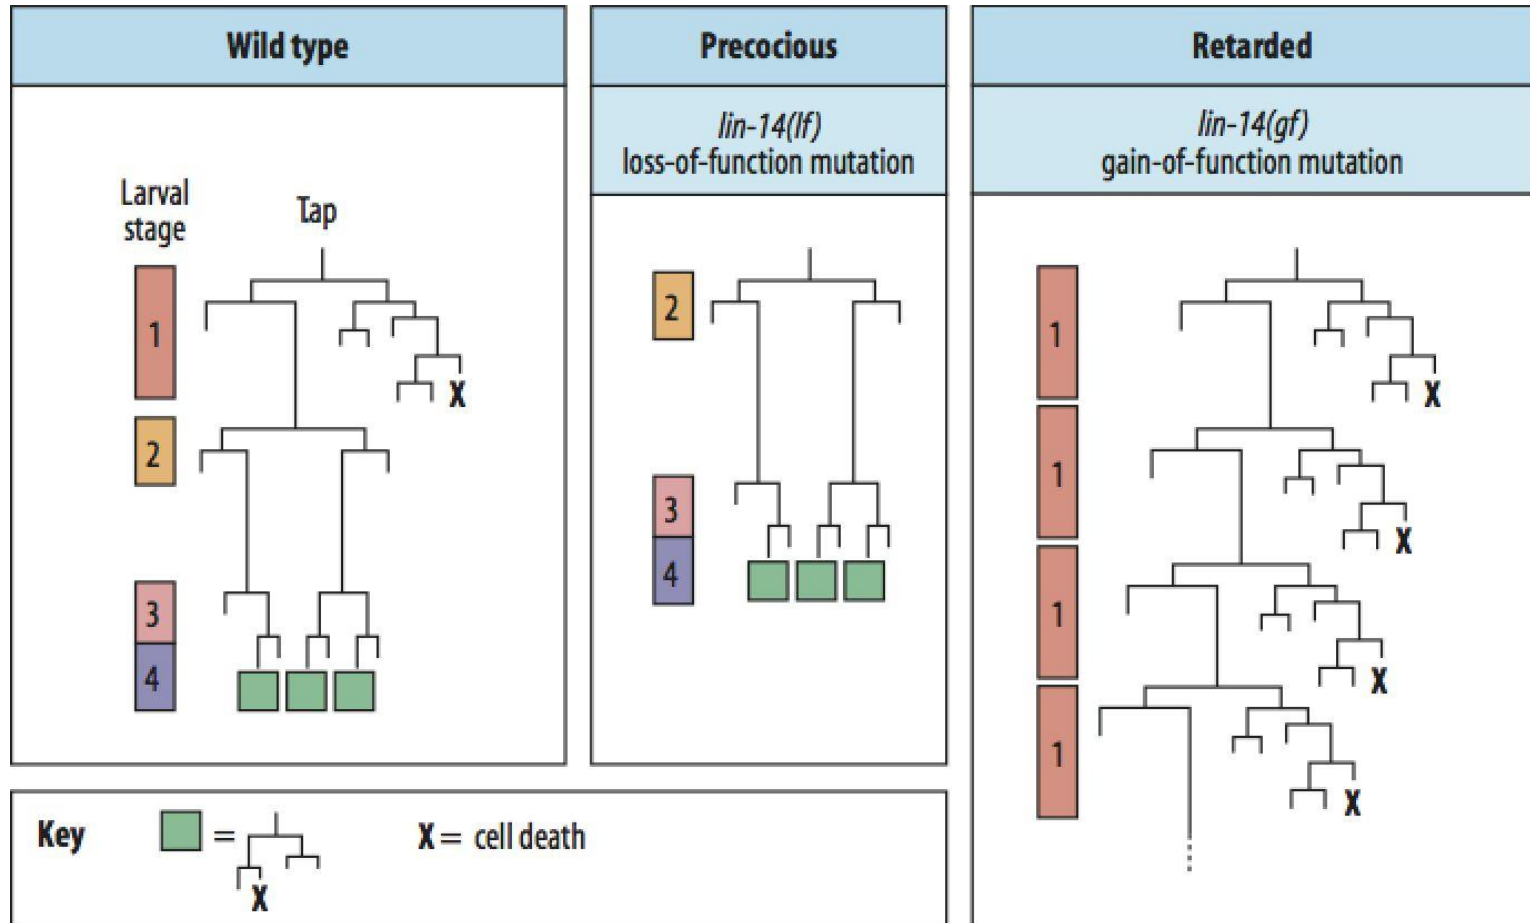 Wild type
Larval
stage
Tap
1
X
2
3
4
Precocious
lin-14(lf)
loss-of-function mutation
2
3
4
Retarded
lin-14(gf)
gain-of-function mutation
1
X
1
X
1
X
1
X
Key
=
X
X = cell death